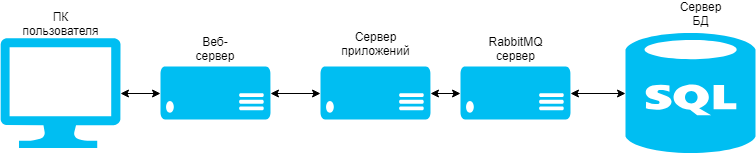 ПК
пользователя
Веб-
сервер
Сервер
приложений
RabbitMQ
сервер
Сервер
БД
SQL